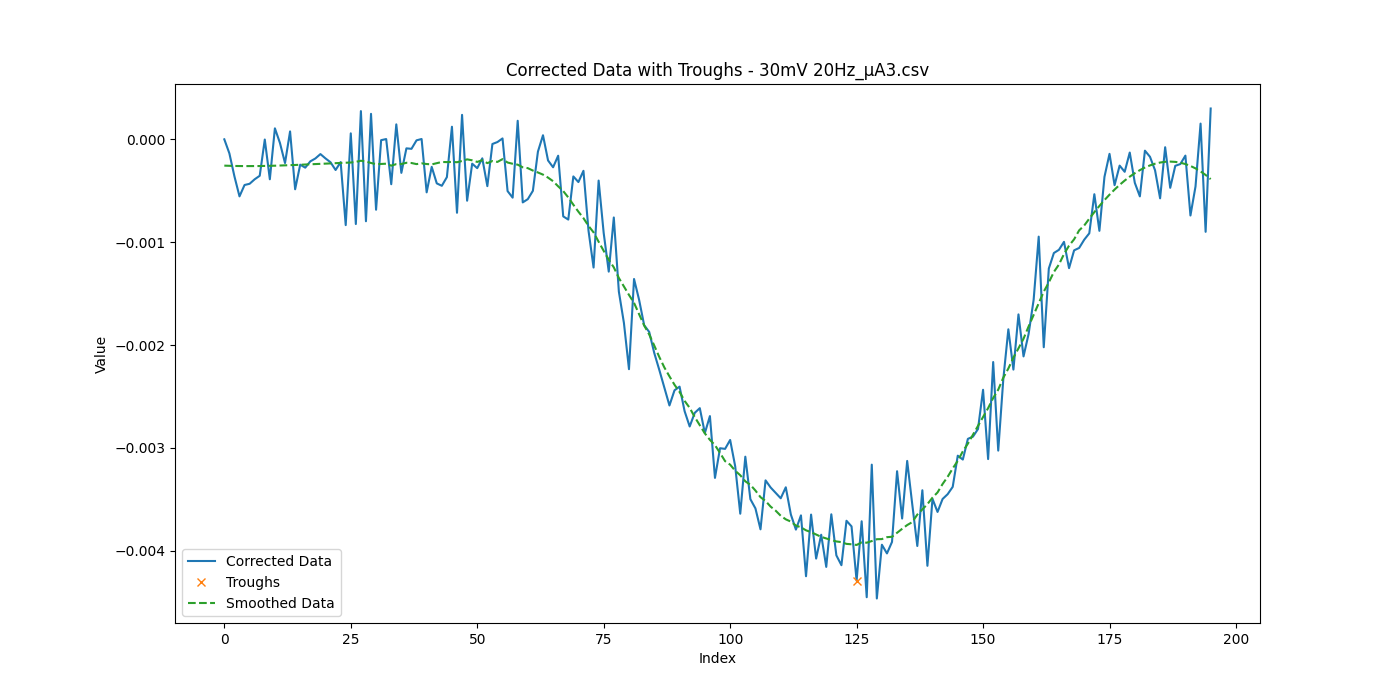 Corrected Data with Troughs - 30mV 20Hz_µA3.csv
Value
0.000
−0.001
−0.002
−0.003
−0.004
Corrected Data
Troughs
Smoothed Data
0 25 50 75 100 125 150 175 200
Index